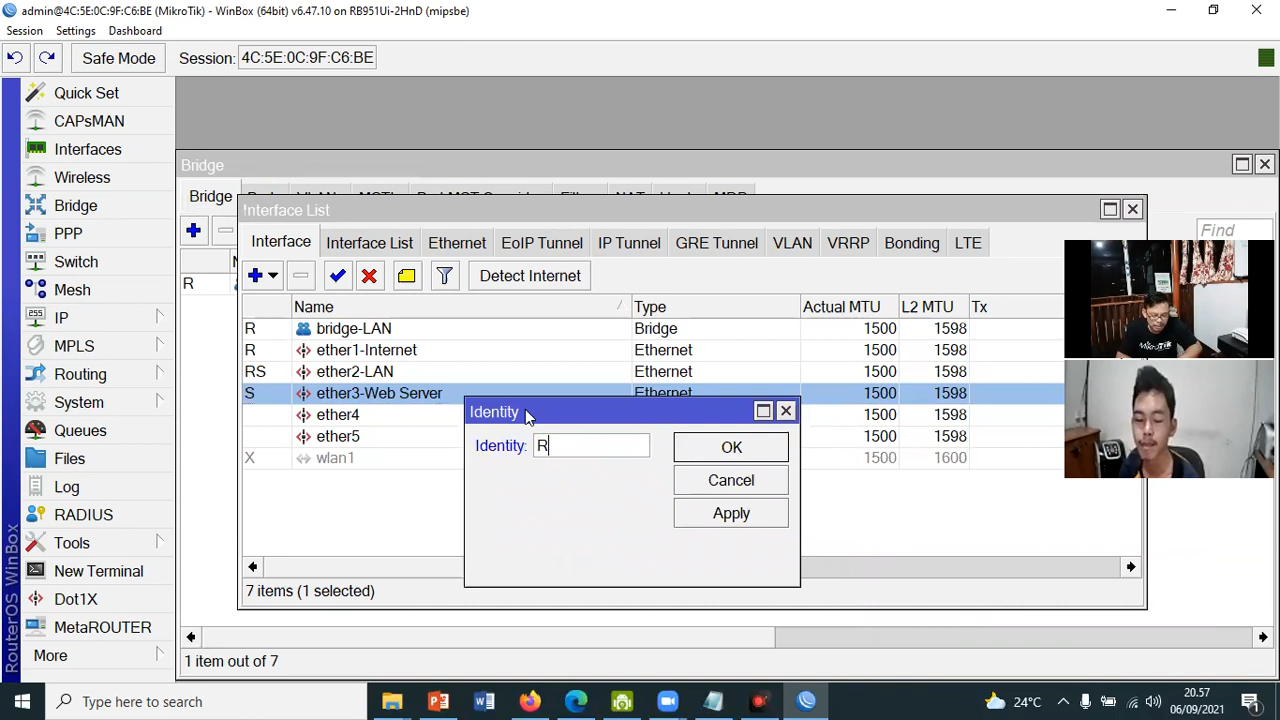 admin@4C:5E:0C:9F:C6:BE (MikroTik) - WinBox (64bit) v6.47.10 on RB951Ui-2HnD (mipsbe)
Session Settings Dashboard
Safe Mode Session: 4C:5E:0C:9F:C6:BE
Quick Set
CAPsMAN
Interfaces
Wireless
Bridge
PPP
Switch
Mesh
IP
MPLS
Routing
System
Queues
Files
Log
RADIUS
Tools
New Terminal
Dot1X
MetaROUTER
More
RouterOS WinBox
Bridge
Bridge
Find
R
Interface List
Interface Interface List Ethernet EoIP Tunnel IP Tunnel GRE Tunnel VLAN VRRP Bonding LTE
Detect Internet
Name Type Actual MTU L2 MTU Tx
R bridge-LAN Bridge 1500 1598
R ether1-Internet Ethernet 1500 1598
RS ether2-LAN Ethernet 1500 1598
S ether3-Web Server Ethernet 1500 1598
ether4 1500 1598
ether5 1500 1598
X wlan1 1500 1600
7 items (1 selected)
Identity
Identity: R
OK
Cancel
Apply
1 item out of 7
MikroTik
Type here to search
24°C
20.57
06/09/2021
1